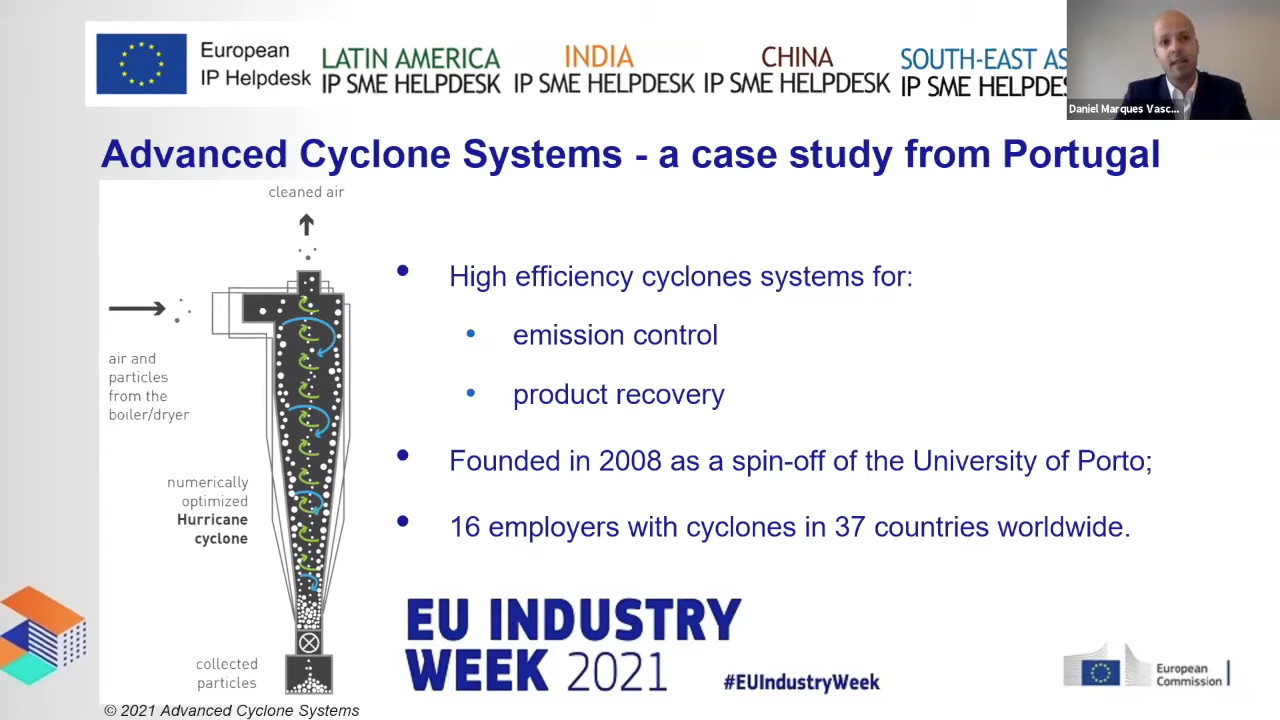 European
IP Helpdesk
LATIN AMERICA
IP SME HELPDESK
INDIA
IP SME HELPDESK
CHINA
IP SME HELPDESK
SOUTH-EAST AS
IP SME HELPDES
Daniel Marques Vasc...
Advanced Cyclone Systems - a case study from Portugal
cleaned air
air and
particles
from the
boiler/dryer
numerically
optimized
Hurricane
cyclone
collected
particles
© 2021 Advanced Cyclone Systems
• High efficiency cyclones systems for:
• emission control
• product recovery
• Founded in 2008 as a spin-off of the University of Porto;
• 16 employers with cyclones in 37 countries worldwide.
EU INDUSTRY
WEEK 2021
#EUIndustryWeek
European
Commission